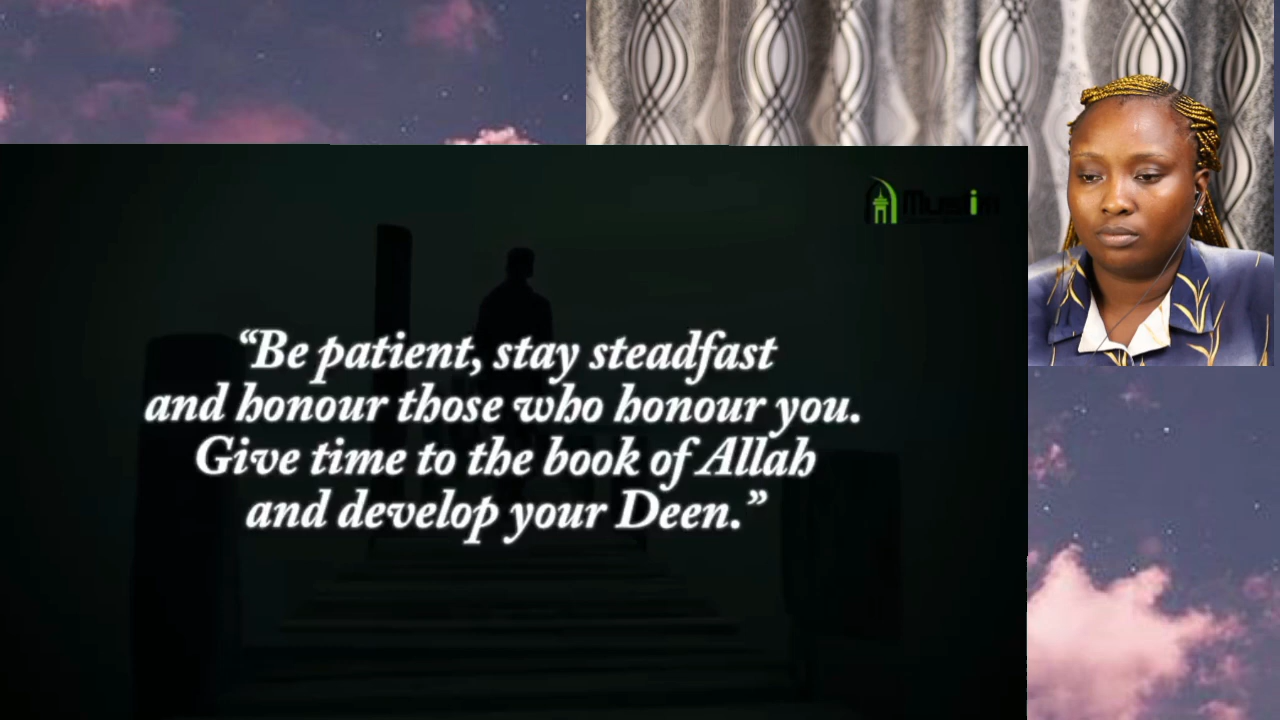 Muslim
“Be patient, stay steadfast
and honour those who honour you.
Give time to the book of Allah
and develop your Deen.”